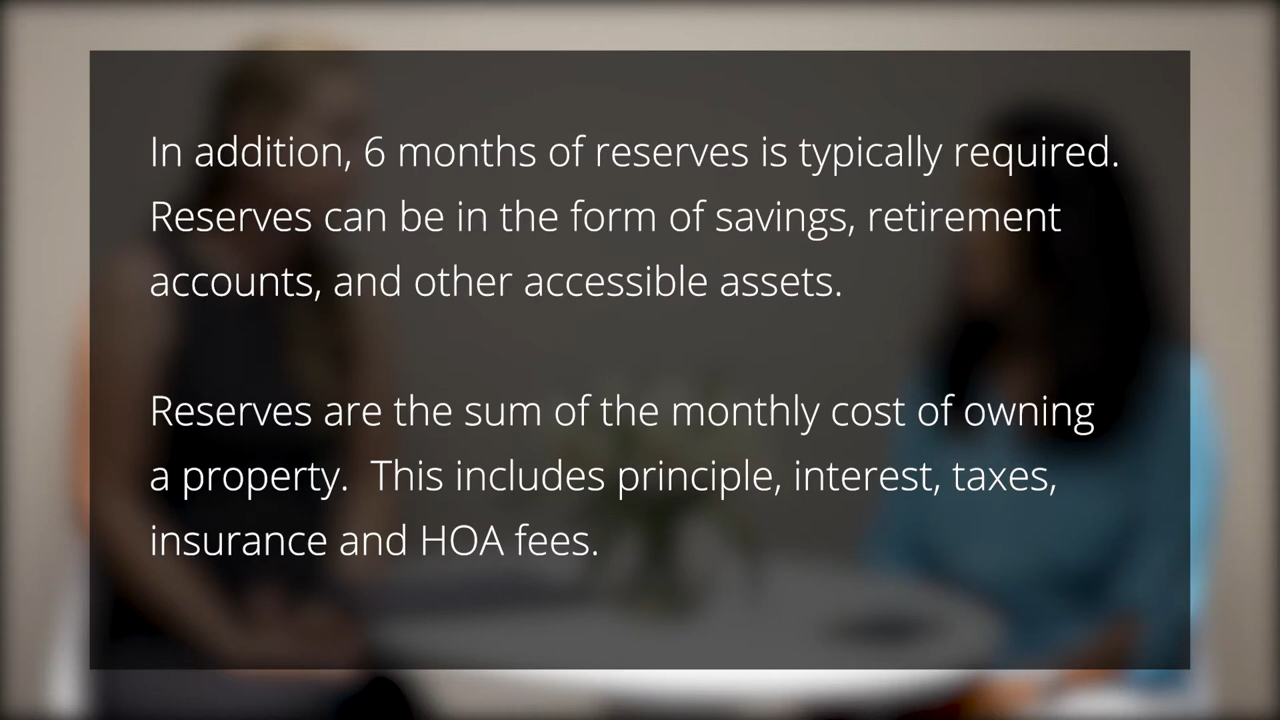 In addition, 6 months of reserves is typically required.
Reserves can be in the form of savings, retirement
accounts, and other accessible assets.
Reserves are the sum of the monthly cost of owning
a property.  This includes principle, interest, taxes,
insurance and HOA fees.